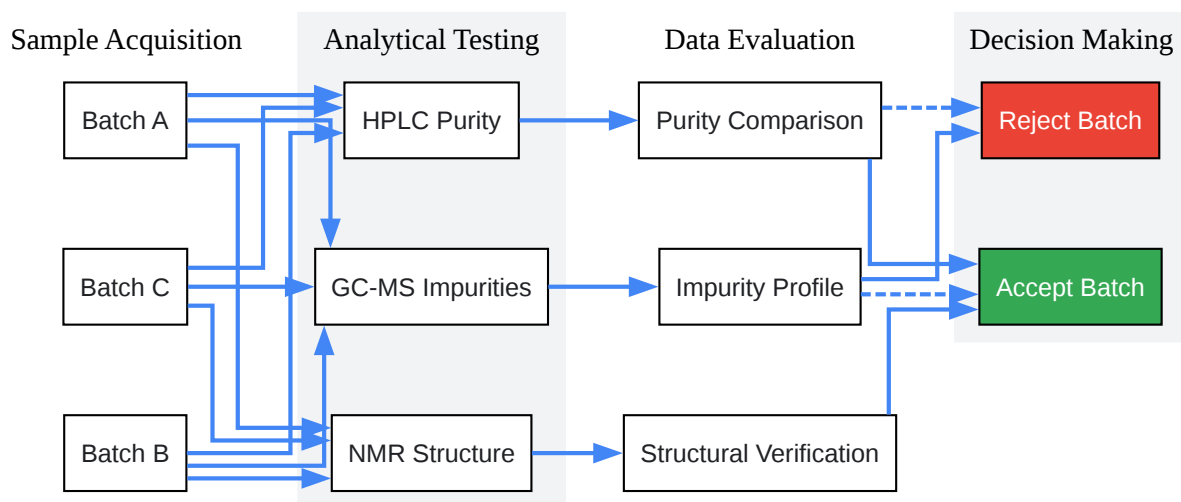 Sample Acquisition
Analytical Testing
Data Evaluation
Decision Making
Batch A
HPLC Purity
Purity Comparison
Reject Batch
Batch C
GC-MS Impurities
Impurity Profile
Accept Batch
Batch B
NMR Structure
Structural Verification